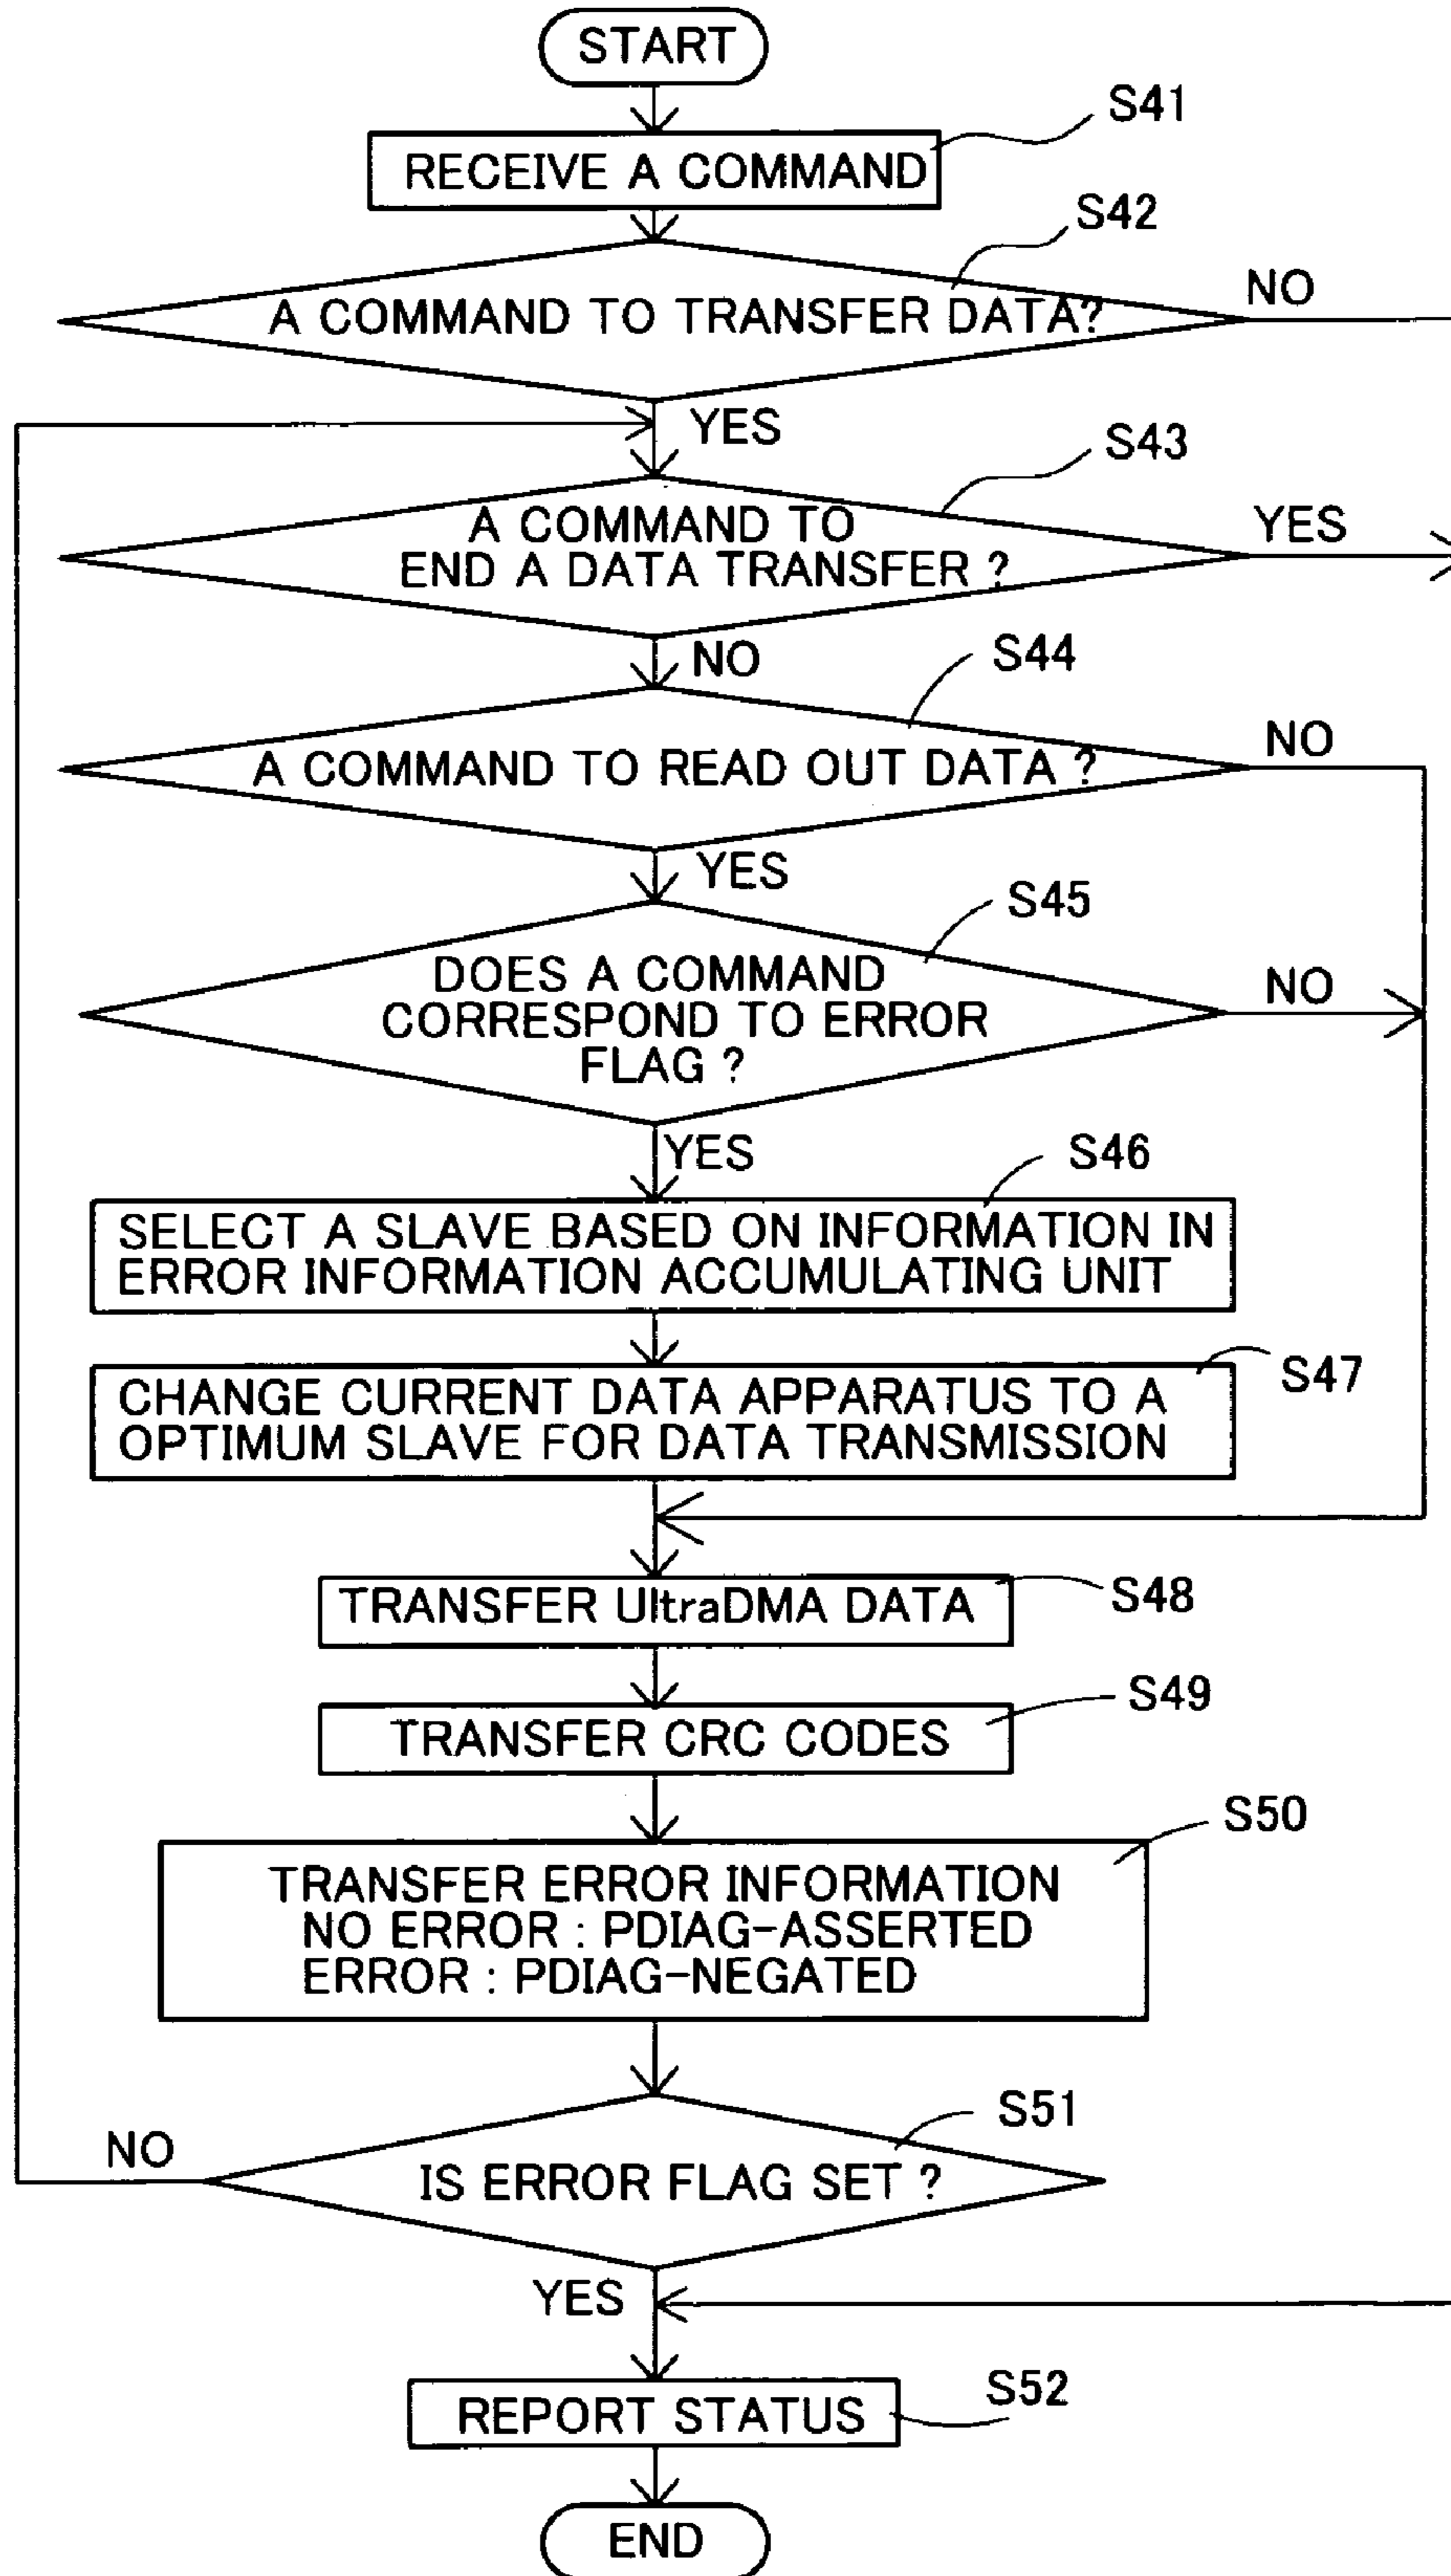 START
S41
RECEIVE A COMMAND
S42
A COMMAND TO TRANSFER DATA?
NO
YES
S43
A COMMAND TO
END A DATA TRANSFER ?
YES
NO
S44
A COMMAND TO READ OUT DATA ?
NO
YES
S45
DOES A COMMAND
CORRESPOND TO ERROR
FLAG ?
NO
YES
S46
SELECT A SLAVE BASED ON INFORMATION IN
ERROR INFORMATION ACCUMULATING UNIT
S47
CHANGE CURRENT DATA APPARATUS TO A
OPTIMUM SLAVE FOR DATA TRANSMISSION
S48
TRANSFER UltraDMA DATA
S49
TRANSFER CRC CODES
S50
TRANSFER ERROR INFORMATION
NO ERROR : PDIAG-ASSERTED
ERROR : PDIAG-NEGATED
S51
NO
IS ERROR FLAG SET ?
YES
S52
REPORT STATUS
END